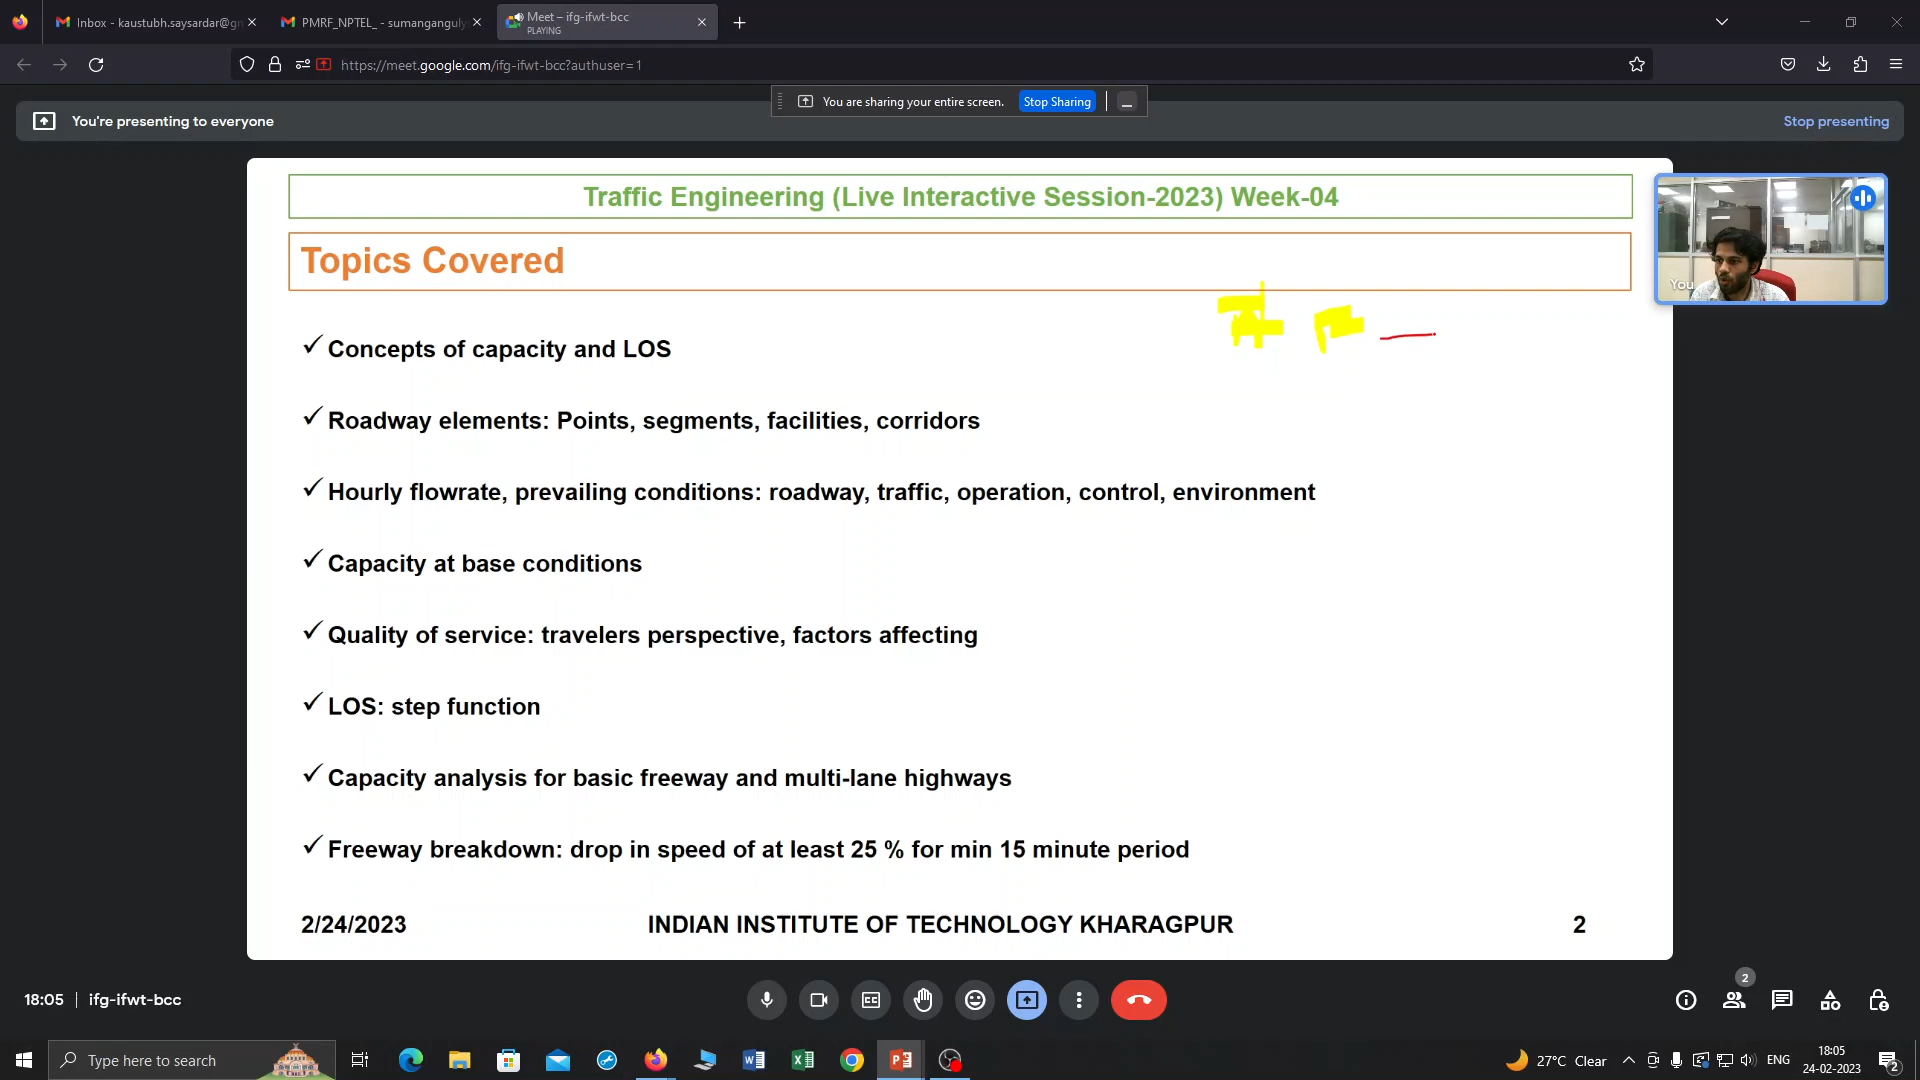 Inbox - kaustubh.saysardar@gm
PMRF_NPTEL_ - sumanganguly
Meet – ifg-ifwt-bcc
PLAYING
https://meet.google.com/ifg-ifwt-bcc?authuser=1
You are sharing your entire screen.
Stop Sharing
You're presenting to everyone
Stop presenting
Traffic Engineering (Live Interactive Session-2023) Week-04
Topics Covered
You
✓ Concepts of capacity and LOS
✓ Roadway elements: Points, segments, facilities, corridors
✓ Hourly flowrate, prevailing conditions: roadway, traffic, operation, control, environment
✓ Capacity at base conditions
✓ Quality of service: travelers perspective, factors affecting
✓ LOS: step function
✓ Capacity analysis for basic freeway and multi-lane highways
✓ Freeway breakdown: drop in speed of at least 25 % for min 15 minute period
2/24/2023 INDIAN INSTITUTE OF TECHNOLOGY KHARAGPUR 2
18:05 | ifg-ifwt-bcc
2
Type here to search
27°C Clear
ENG
18:05
24-02-2023
2